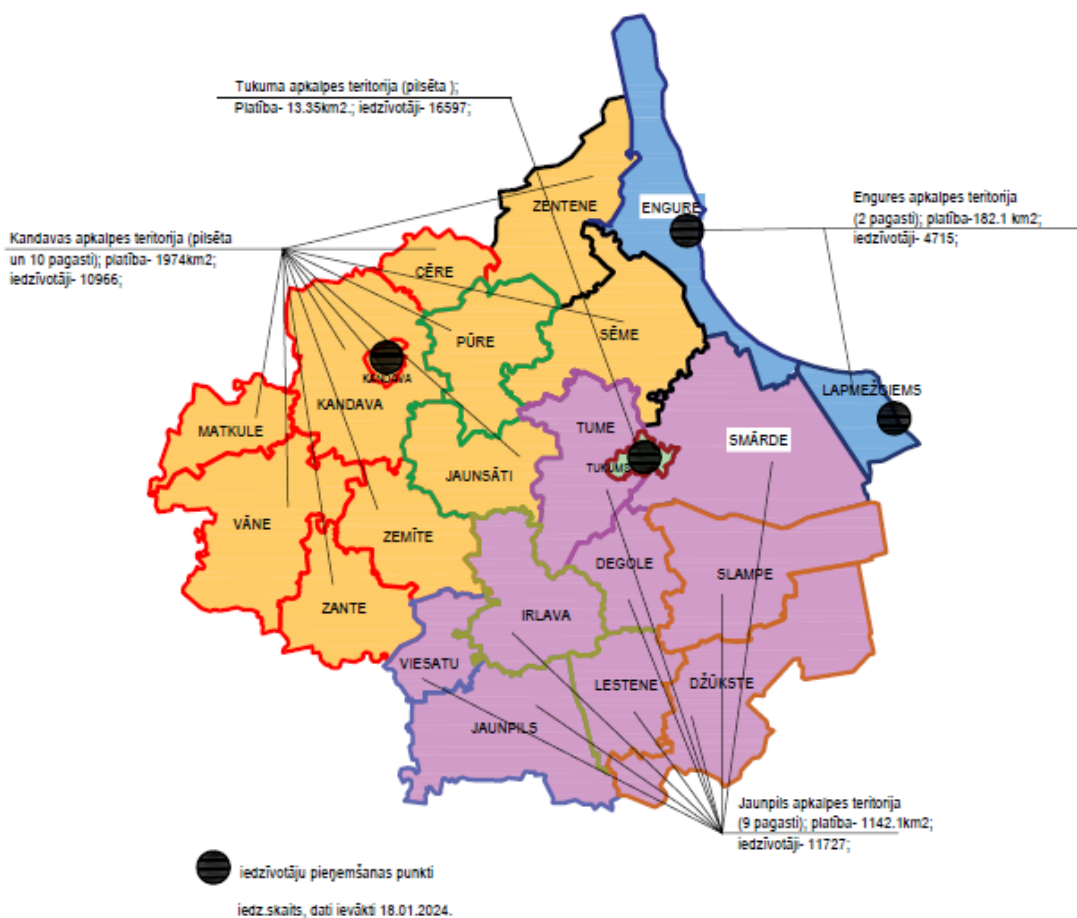 Tukuma apkalpes teritorija (pilsēta );
Platība- 13.35km2.; iedzīvotāji- 16597;
ENGURE
ZENTENE
Engures apkalpes teritorija
(2 pagasti); platība-182.1 km2;
iedzīvotāji- 4715;
Kandavas apkalpes teritorija (pilsēta
un 10 pagasti); platība- 1974km2;
iedzīvotāji- 10966;
CĒRE
PŪRE
SĒME
KANDAVA
KANDAVA
LAPMEŽCIEMS
MATKULE
TUME
SMĀRDE
TUKUMS
JAUNSĀTI
VĀNE
ZEMĪTE
DEGOLE
SLAMPE
ZANTE
IRLAVA
VIESATU
LESTENE
DŽŪKSTE
JAUNPILS
Jaunpils apkalpes teritorija
(9 pagasti); platība- 1142.1km2;
iedzīvotāji- 11727;
iedzīvotāju pieņemšanas punkti
iedz.skaits, dati ievākti 18.01.2024.